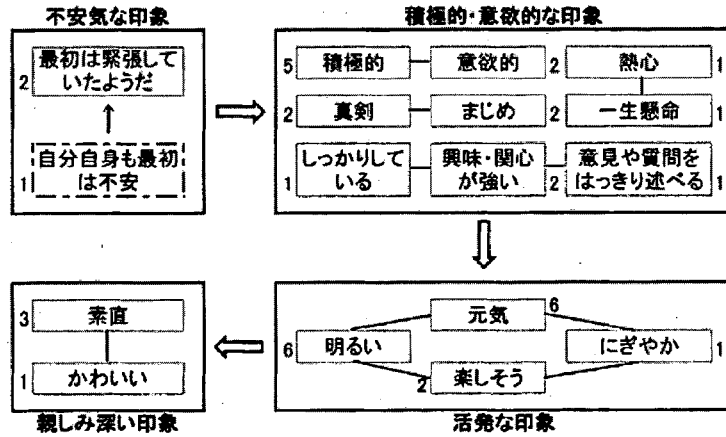 不安気な印象
2 最初は緊張して
いたようだ
1 自分自身も最初
は不安
積極的・意欲的な印象
5 積極的 意欲的 2 熱心 1
2 真剣 まじめ 2 一生懸命 1
1 しっかりして
いる
興味・関心
が強い 2
意見や質問を
はっきり述べる 1
3 素直
1 かわいい
親しみ深い印象
元気 6
6 明るい にぎやか 1
2 楽しそう
活発な印象